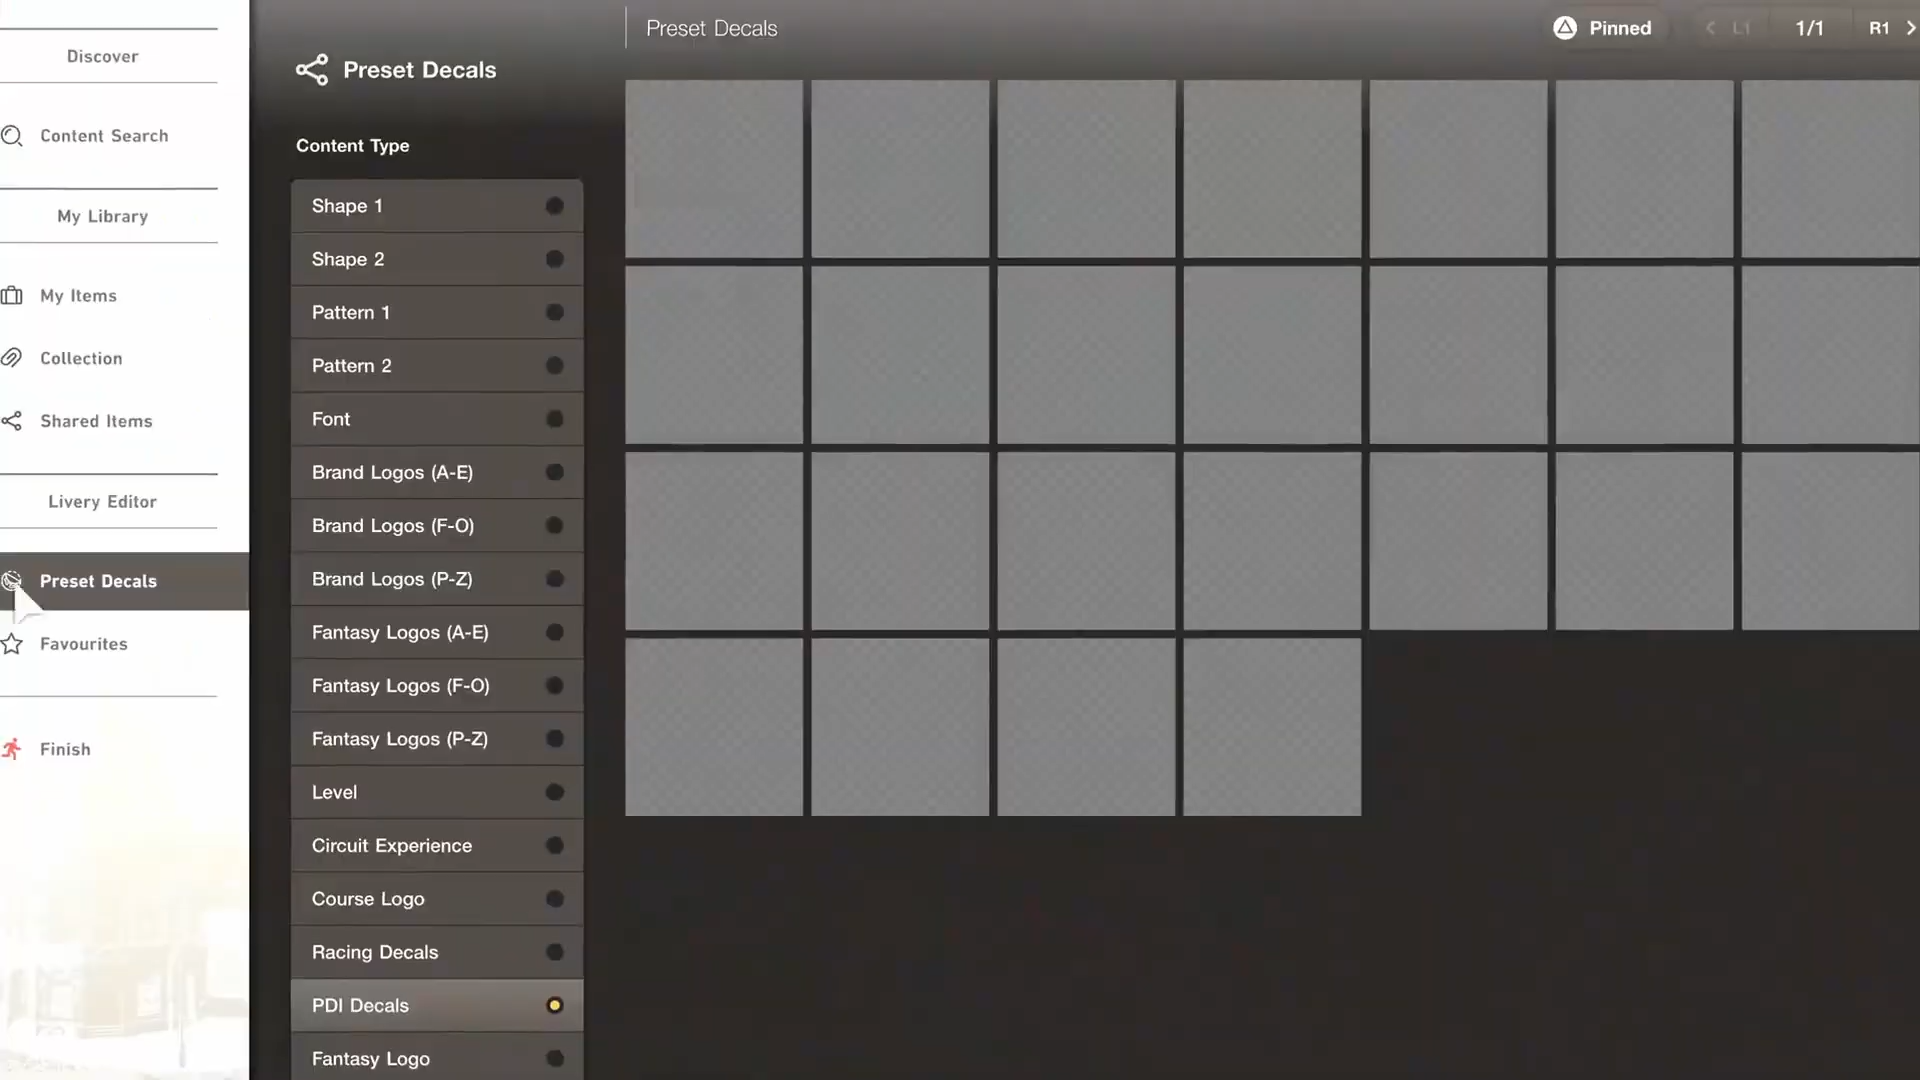 Discover
Content Search
My Library
My Items
Collection
Shared Items
Livery Editor
Preset Decals
Favourites
Finish
Preset Decals
Content Type
Shape 1
Shape 2
Pattern 1
Pattern 2
Font
Brand Logos (A-E)
Brand Logos (F-O)
Brand Logos (P-Z)
Fantasy Logos (A-E)
Fantasy Logos (F-O)
Fantasy Logos (P-Z)
Level
Circuit Experience
Course Logo
Racing Decals
PDI Decals
Fantasy Logo
Preset Decals
Pinned L1 1/1 R1